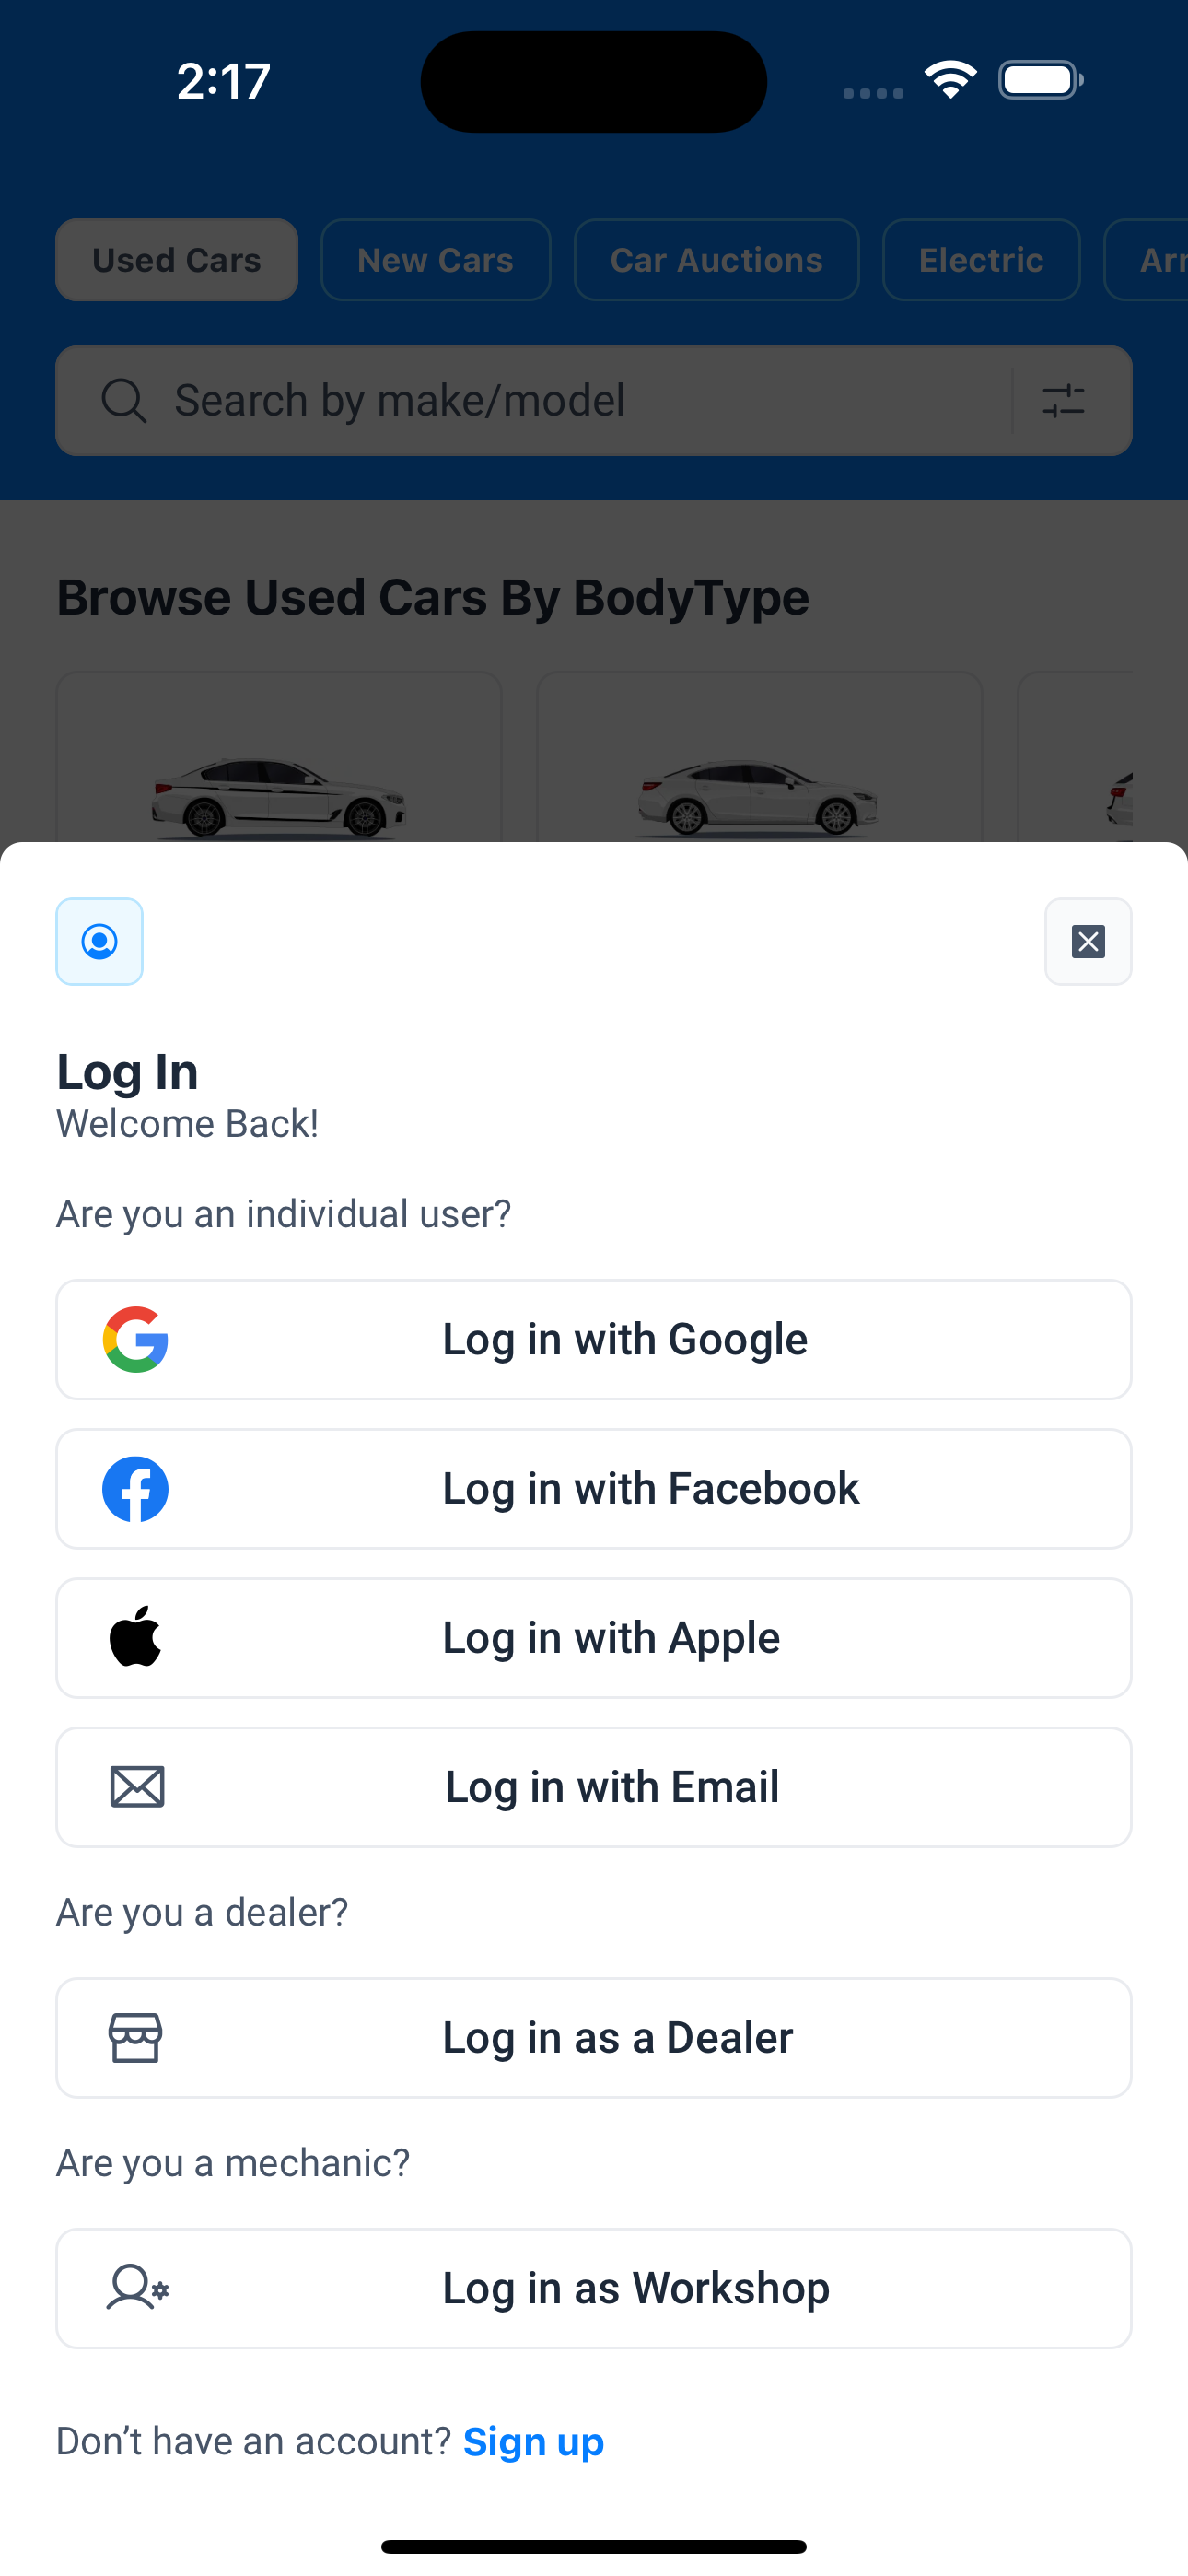 2:17
Used Cars
New Cars
Car Auctions
Electric
Search by make/model
Browse Used Cars By BodyType
Log In
Welcome Back!
Are you an individual user?
Log in with Google
Log in with Facebook
Log in with Apple
Log in with Email
Are you a dealer?
Log in as a Dealer
Are you a mechanic?
Log in as Workshop
Don’t have an account? Sign up